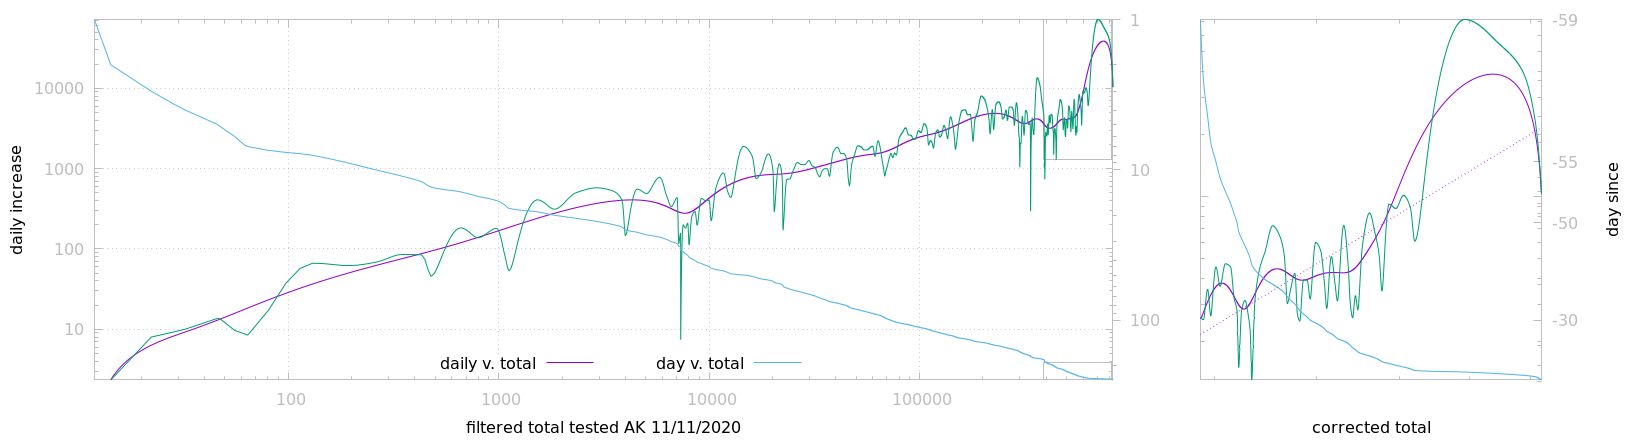 10000
1000
100
10
daily increase
1
10
100
daily v. total
day v. total
100
1000
10000
100000
filtered total tested AK 11/11/2020
-59
-55
-50
-30
day since
corrected total